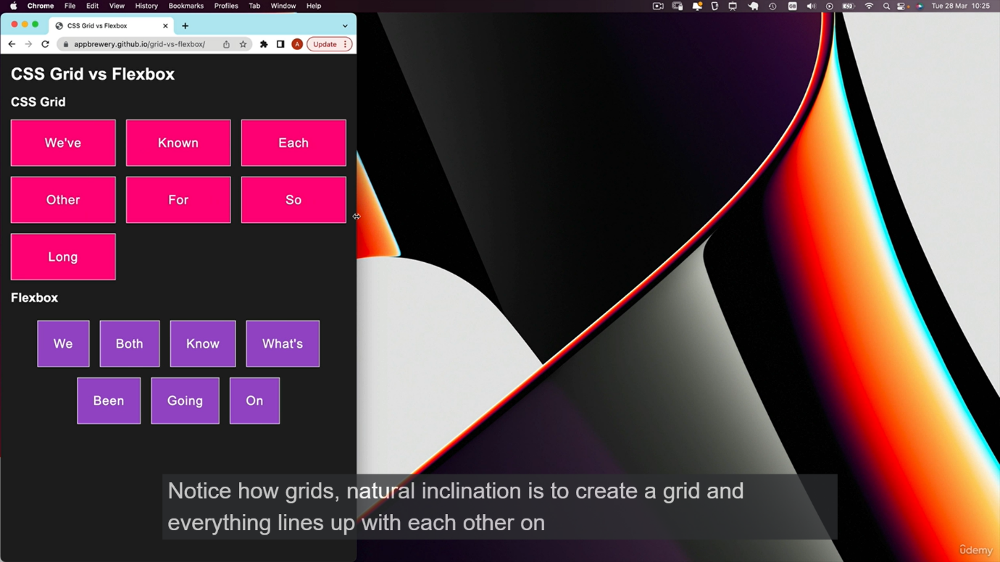 Chrome File Edit View History Bookmarks Profiles Tab Window Help GB Tue 28 Mar 10:25
CSS Grid vs Flexbox
appbrewery.github.io/grid-vs-flexbox/ A Update
CSS Grid vs Flexbox
CSS Grid
We've Known Each
Other For So
Long
Flexbox
We Both Know What's
Been Going On
Notice how grids, natural inclination is to create a grid and
everything lines up with each other on
udemy